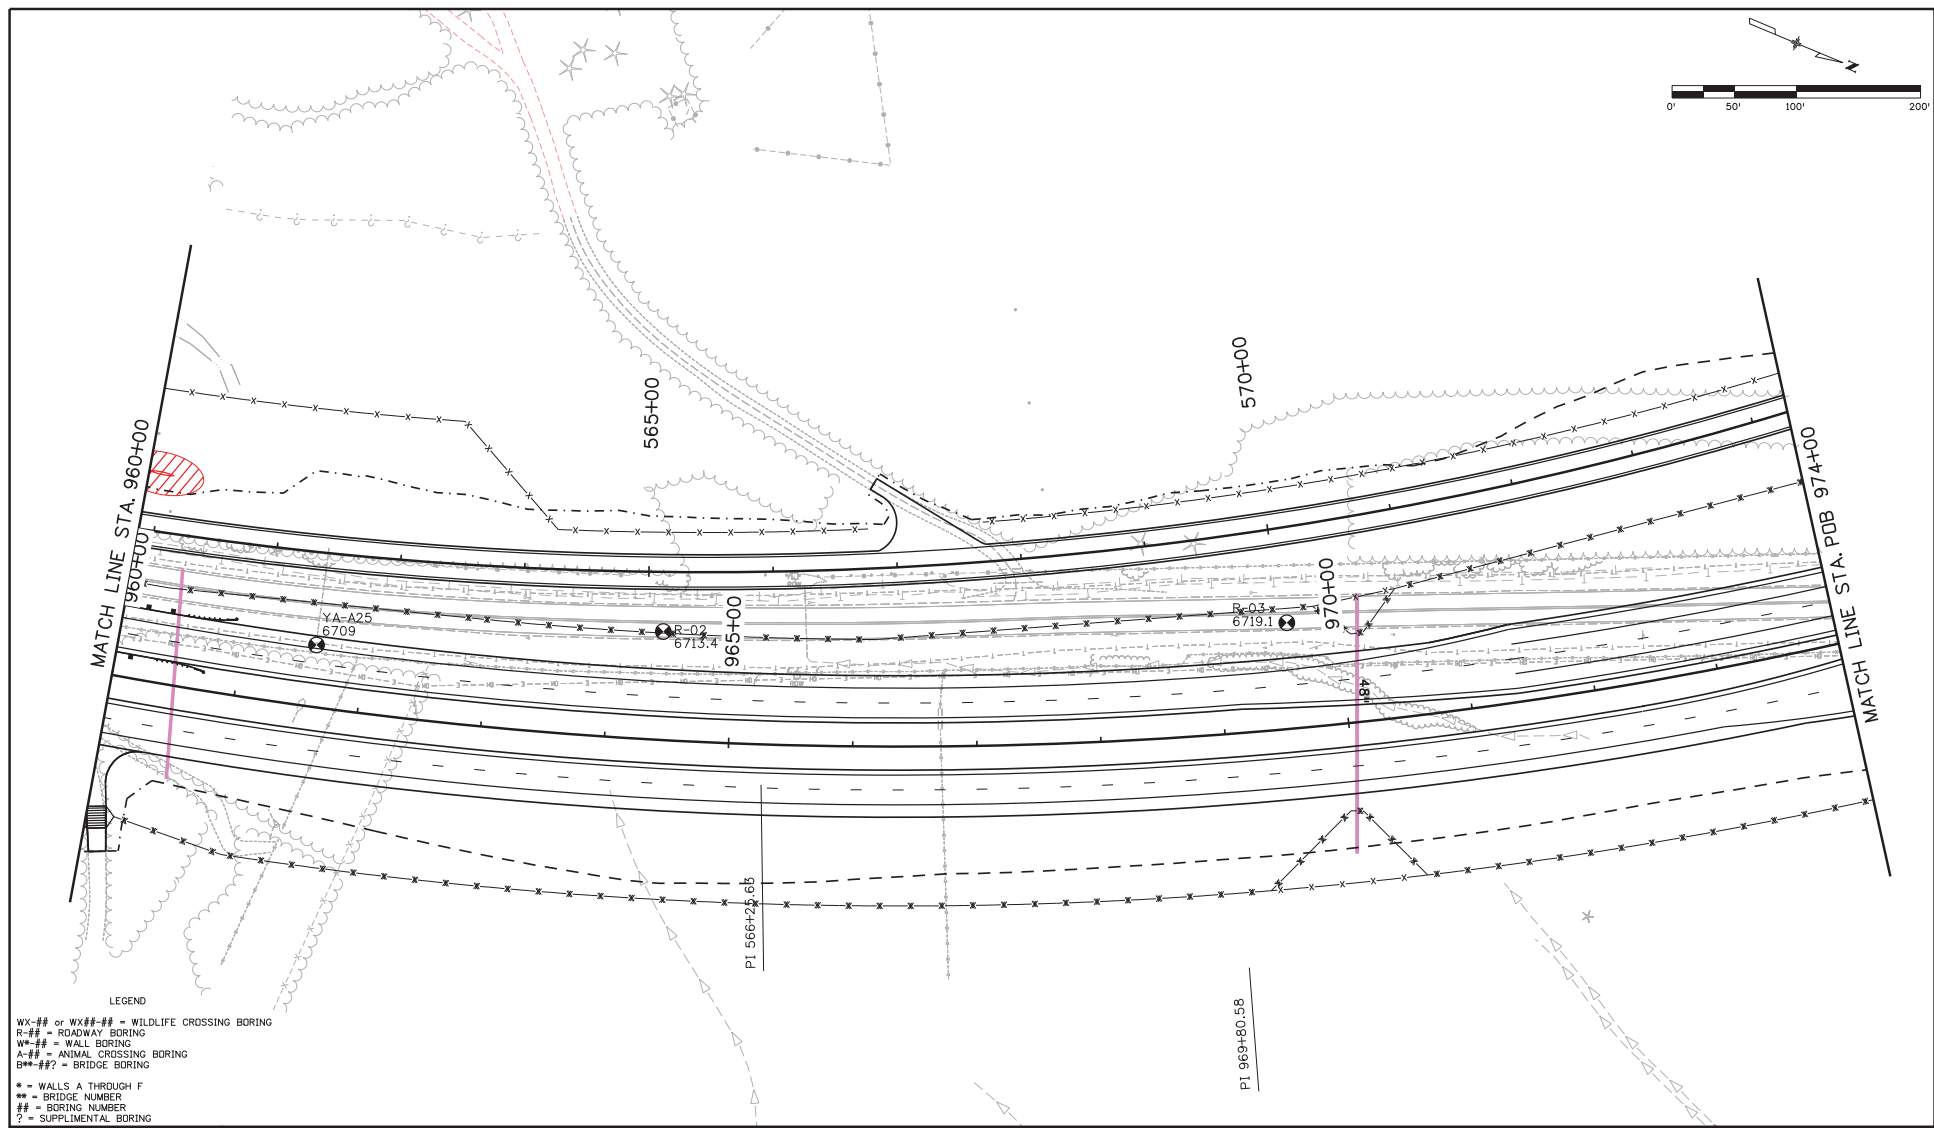 N
0' 50' 100' 200'
MATCH LINE STA. 960+00
960+00
565+00
570+00
965+00
970+00
YA-A25
6709
R-02
6713.4
R-03
6719.1
48"
ROW
ROW
MATCH LINE STA. POB 974+00
PI 566+25.63
PI 969+80.58
LEGEND
WX-## or WX##-## = WILDLIFE CROSSING BORING
R-## = ROADWAY BORING
W*-## = WALL BORING
A-## = ANIMAL CROSSING BORING
B**-##? = BRIDGE BORING
* = WALLS A THROUGH F
** = BRIDGE NUMBER
## = BORING NUMBER
? = SUPPLIMENTAL BORING